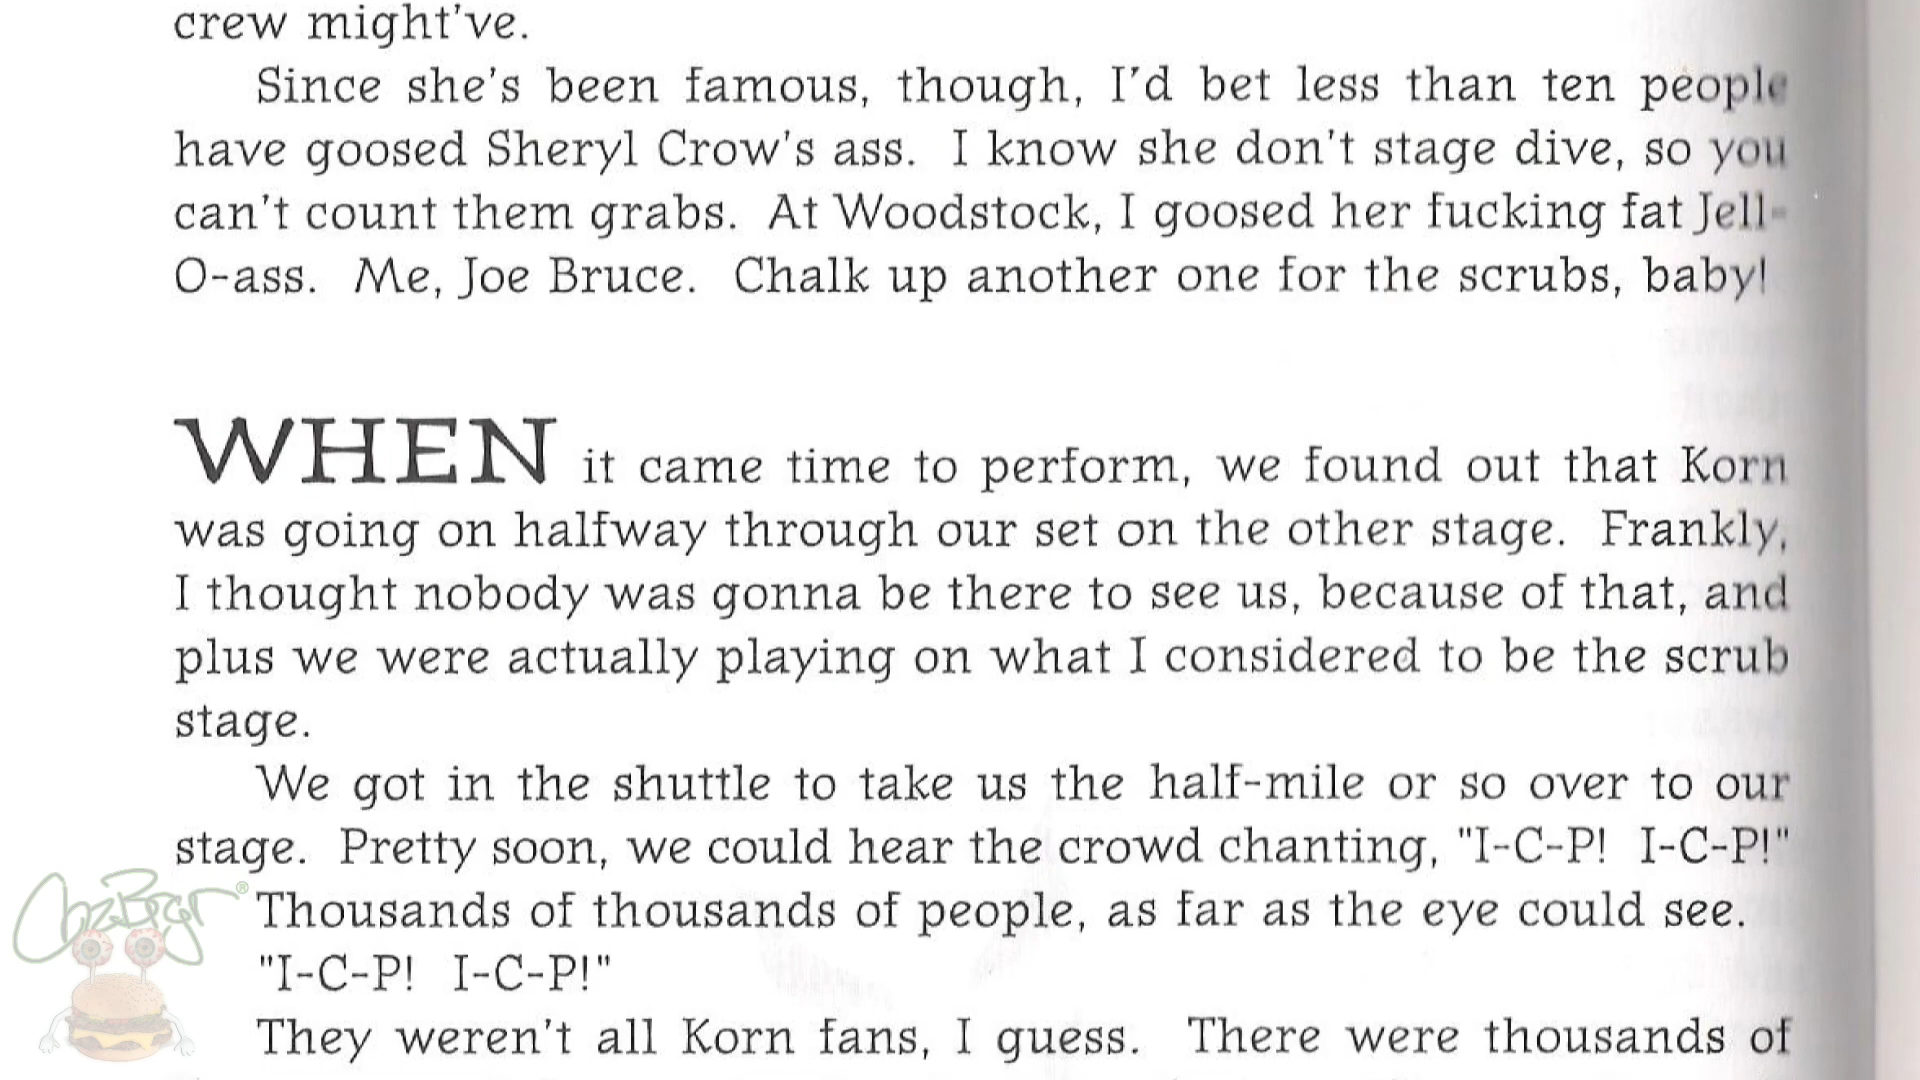 crew might've.
Since she's been famous, though, I'd bet less than ten people
have goosed Sheryl Crow's ass. I know she don't stage dive, so you
can't count them grabs. At Woodstock, I goosed her fucking fat Jell-
O-ass. Me, Joe Bruce. Chalk up another one for the scrubs, baby!
WHEN it came time to perform, we found out that Korn
was going on halfway through our set on the other stage. Frankly,
I thought nobody was gonna be there to see us, because of that, and
plus we were actually playing on what I considered to be the scrub
stage.
We got in the shuttle to take us the half-mile or so over to our
stage. Pretty soon, we could hear the crowd chanting, "I-C-P! I-C-P!"
Thousands of thousands of people, as far as the eye could see.
"I-C-P! I-C-P!"
They weren't all Korn fans, I guess. There were thousands of